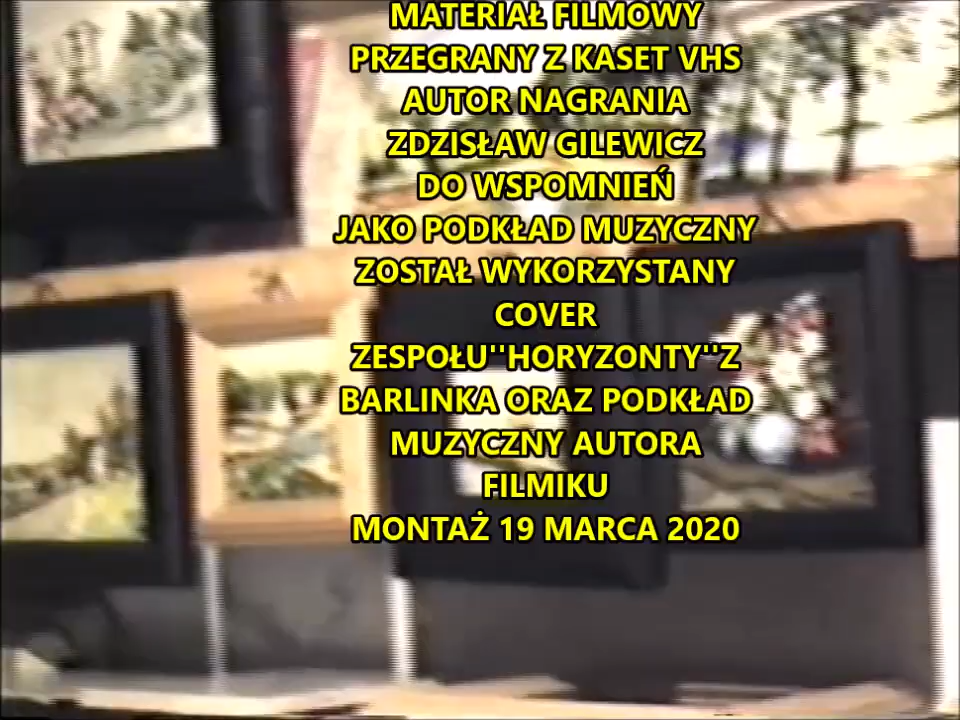 MATERIAŁ FILMOWY
PRZEGRANY Z KASET VHS
AUTOR NAGRANIA
ZDZISŁAW GILEWICZ
DO WSPOMNIEŃ
JAKO PODKŁAD MUZYCZNY
ZOSTAŁ WYKORZYSTANY
COVER
ZESPOŁU''HORYZONTY''Z
BARLINKA ORAZ PODKŁAD
MUZYCZNY AUTORA
FILMIKU
MONTAŻ 19 MARCA 2020